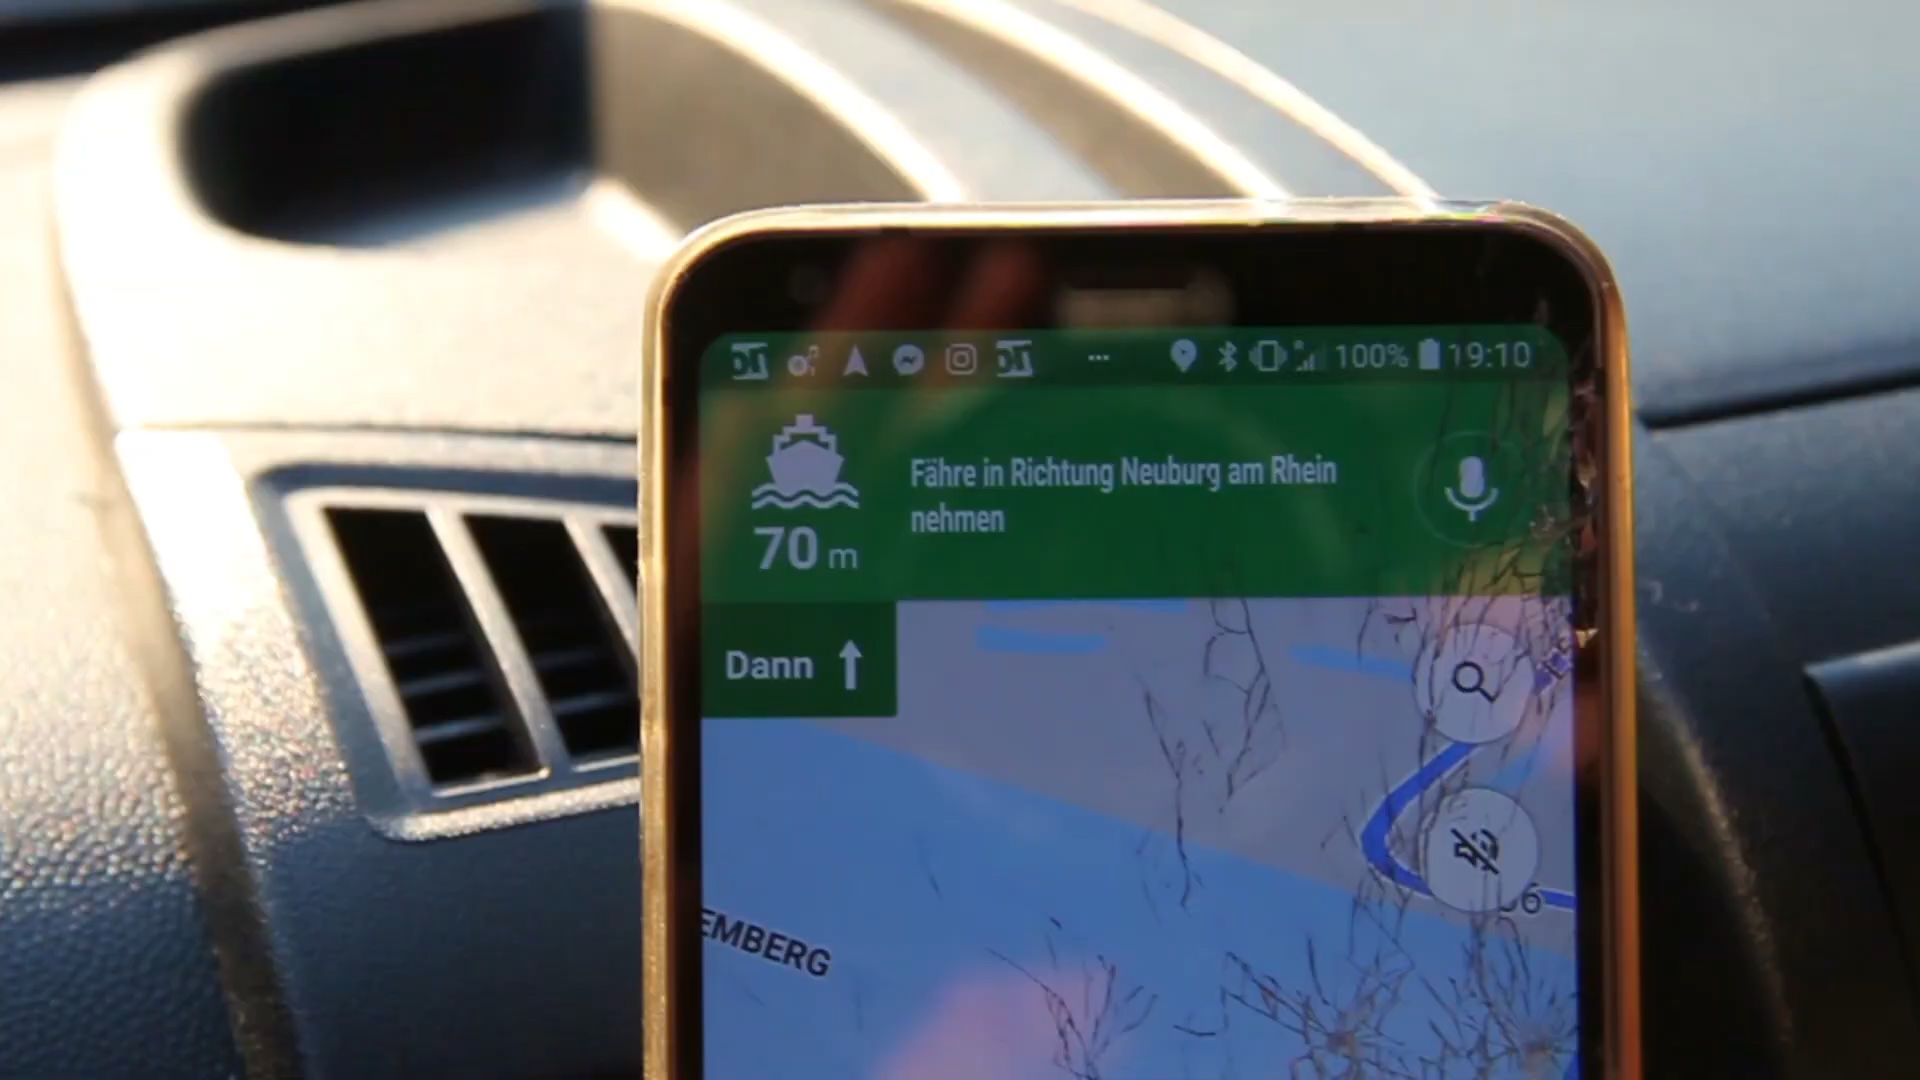 100% 19:10
Fähre in Richtung Neuburg am Rhein
nehmen
70 m
Dann
EMBERG